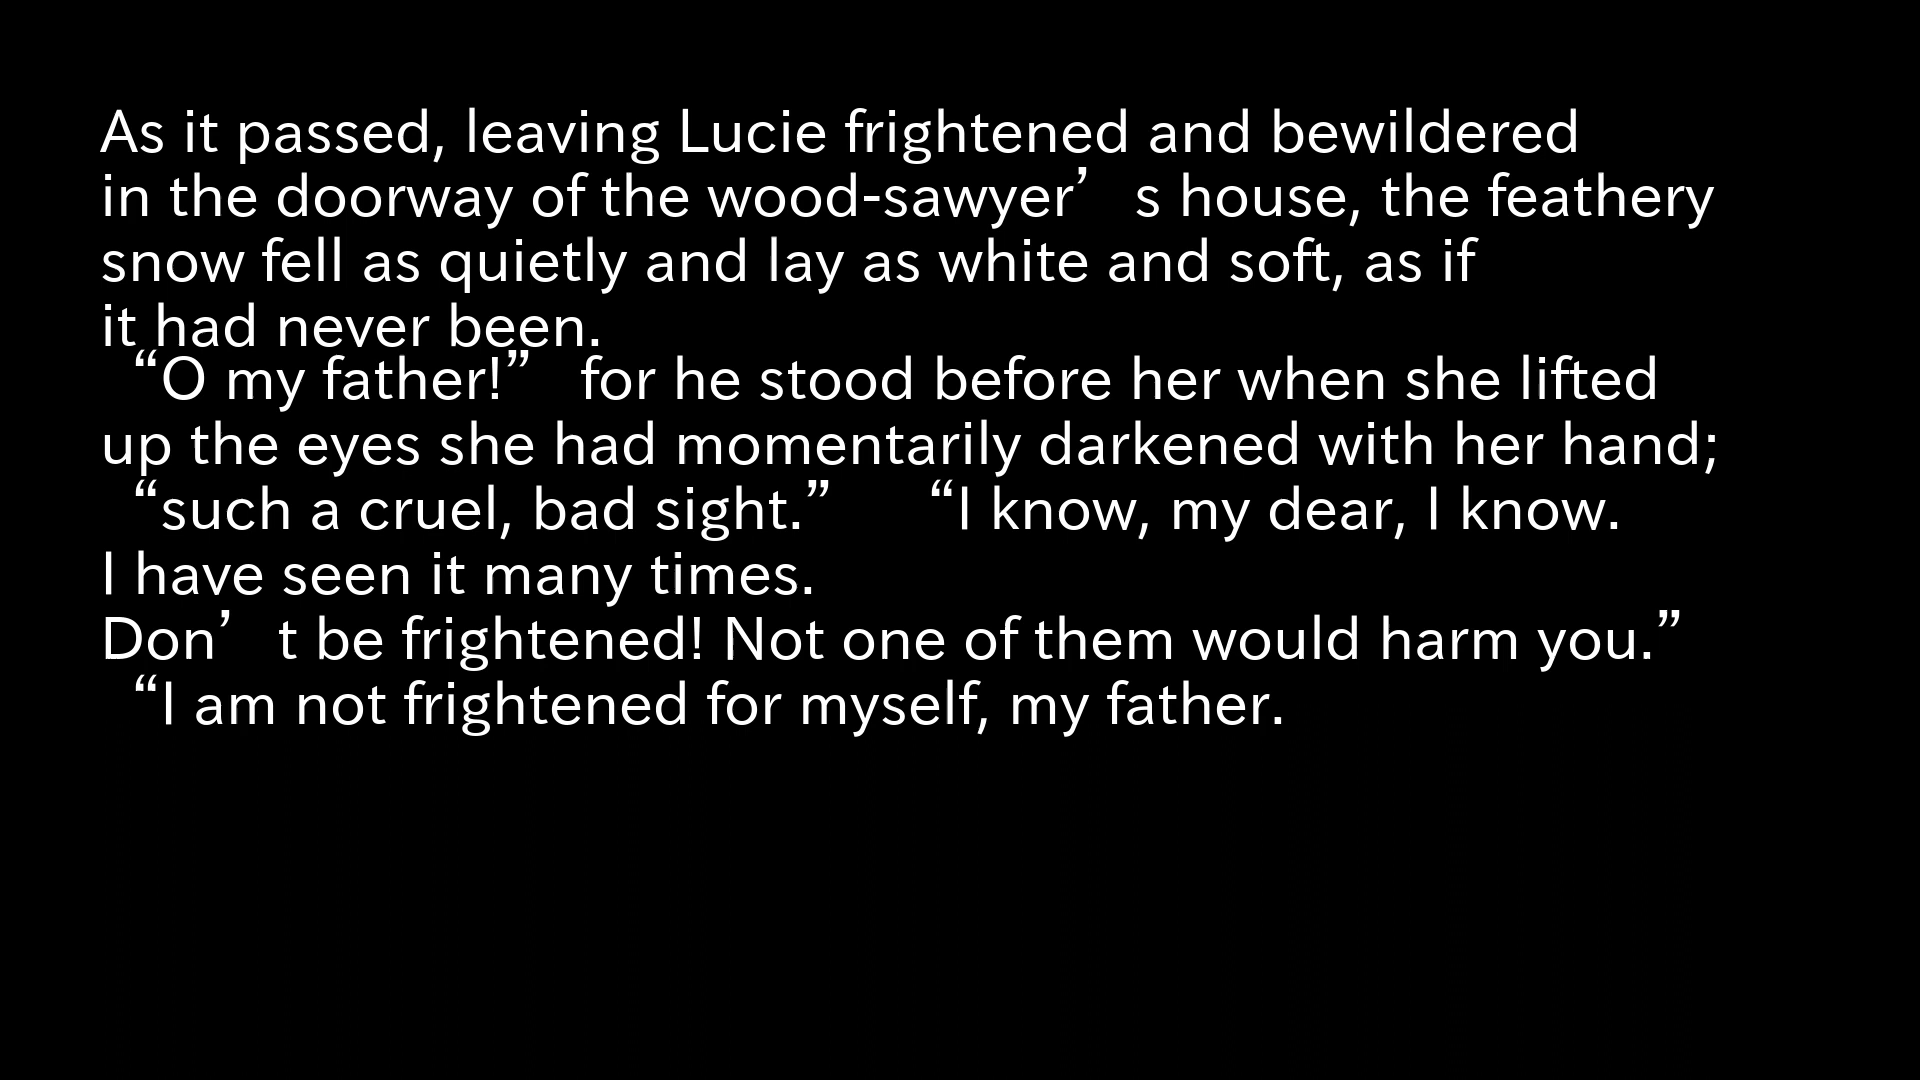 As it passed, leaving Lucie frightened and bewildered
in the doorway of the wood-sawyer’s house, the feathery
snow fell as quietly and lay as white and soft, as if
it had never been.
“O my father!” for he stood before her when she lifted
up the eyes she had momentarily darkened with her hand;
“such a cruel, bad sight.” “I know, my dear, I know.
I have seen it many times.
Don’t be frightened! Not one of them would harm you.”
“I am not frightened for myself, my father.